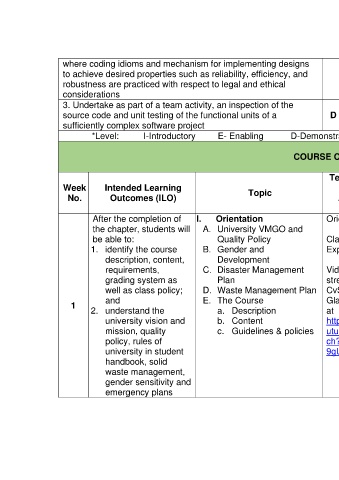 where coding idioms and mechanism for implementing designs
to achieve desired properties such as reliability, efficiency, and
robustness are practiced with respect to legal and ethical
considerations
3. Undertake as part of a team activity, an inspection of the
source code and unit testing of the functional units of a
sufficiently complex software project
D
*Level: I-Introductory E- Enabling D-Demonstr
COURSE C
Week
No.
Intended Learning
Outcomes (ILO)
Topic
Te
1
After the completion of
the chapter, students will
be able to:
1. identify the course
description, content,
requirements,
grading system as
well as class policy;
and
2. understand the
university vision and
mission, quality
policy, rules of
university in student
handbook, solid
waste management,
gender sensitivity and
emergency plans
I. Orientation
A. University VMGO and
Quality Policy
B. Gender and
Development
C. Disaster Management
Plan
D. Waste Management Plan
E. The Course
a. Description
b. Content
c. Guidelines & policies
Orie
Cla
Exp
Vid
stre
CvS
Gla
at
http
utu
ch?
9gU